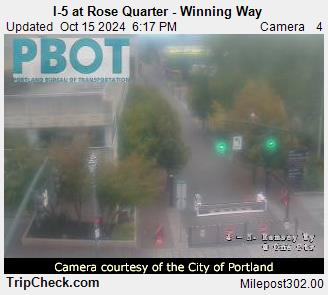 I-5 at Rose Quarter - Winning Way
Updated Oct 15 2024 6:17 PM Camera 4
PBOT
PORTLAND BUREAU OF TRANSPORTATION
Camera courtesy of the City of Portland
TripCheck.com Milepost302.00